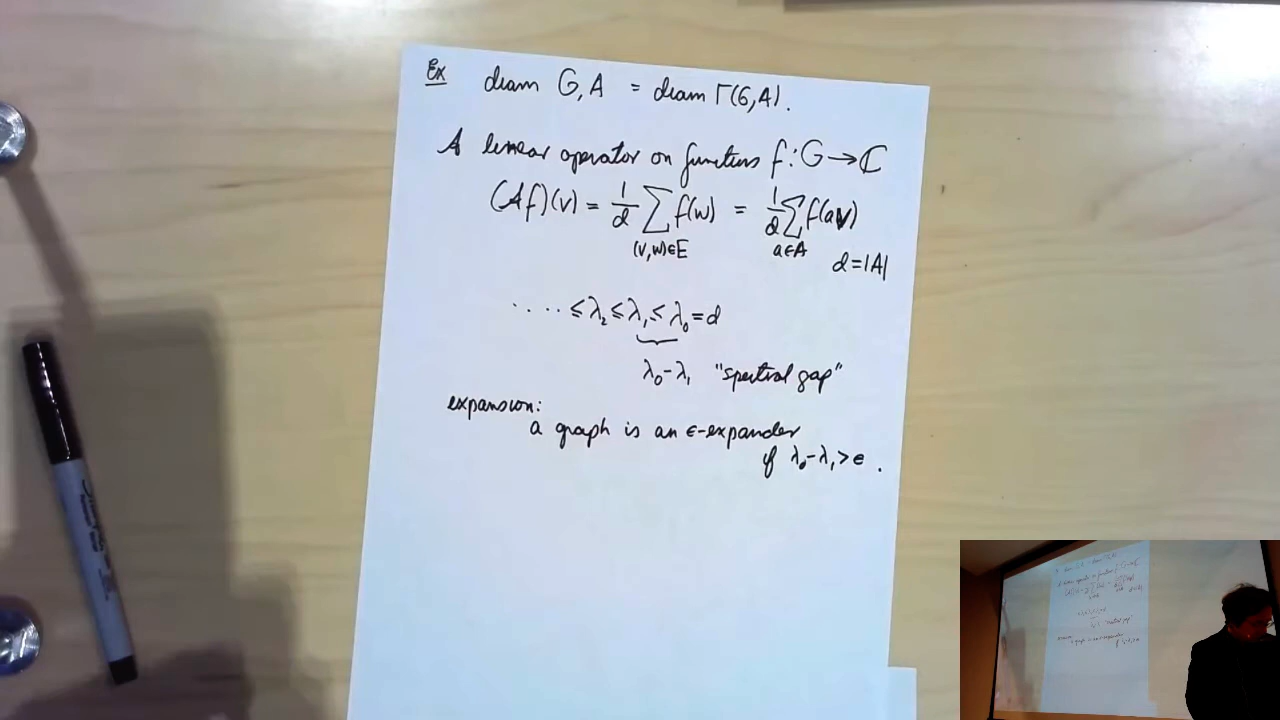 Ex diam G, A = diam Γ(G, A).
A linear operator on functions f: G → ℂ
(Af)(v) = 1/d ∑ f(w) = 1/d ∑ f(av)
(v,w)∈E a∈A
d = |A|
.... ≤ λ₂ ≤ λ₁ ≤ λ₀ = d
λ₀ - λ₁ "spectral gap"
expansion:
a graph is an ϵ-expander
if λ₀ - λ₁ > ϵ.